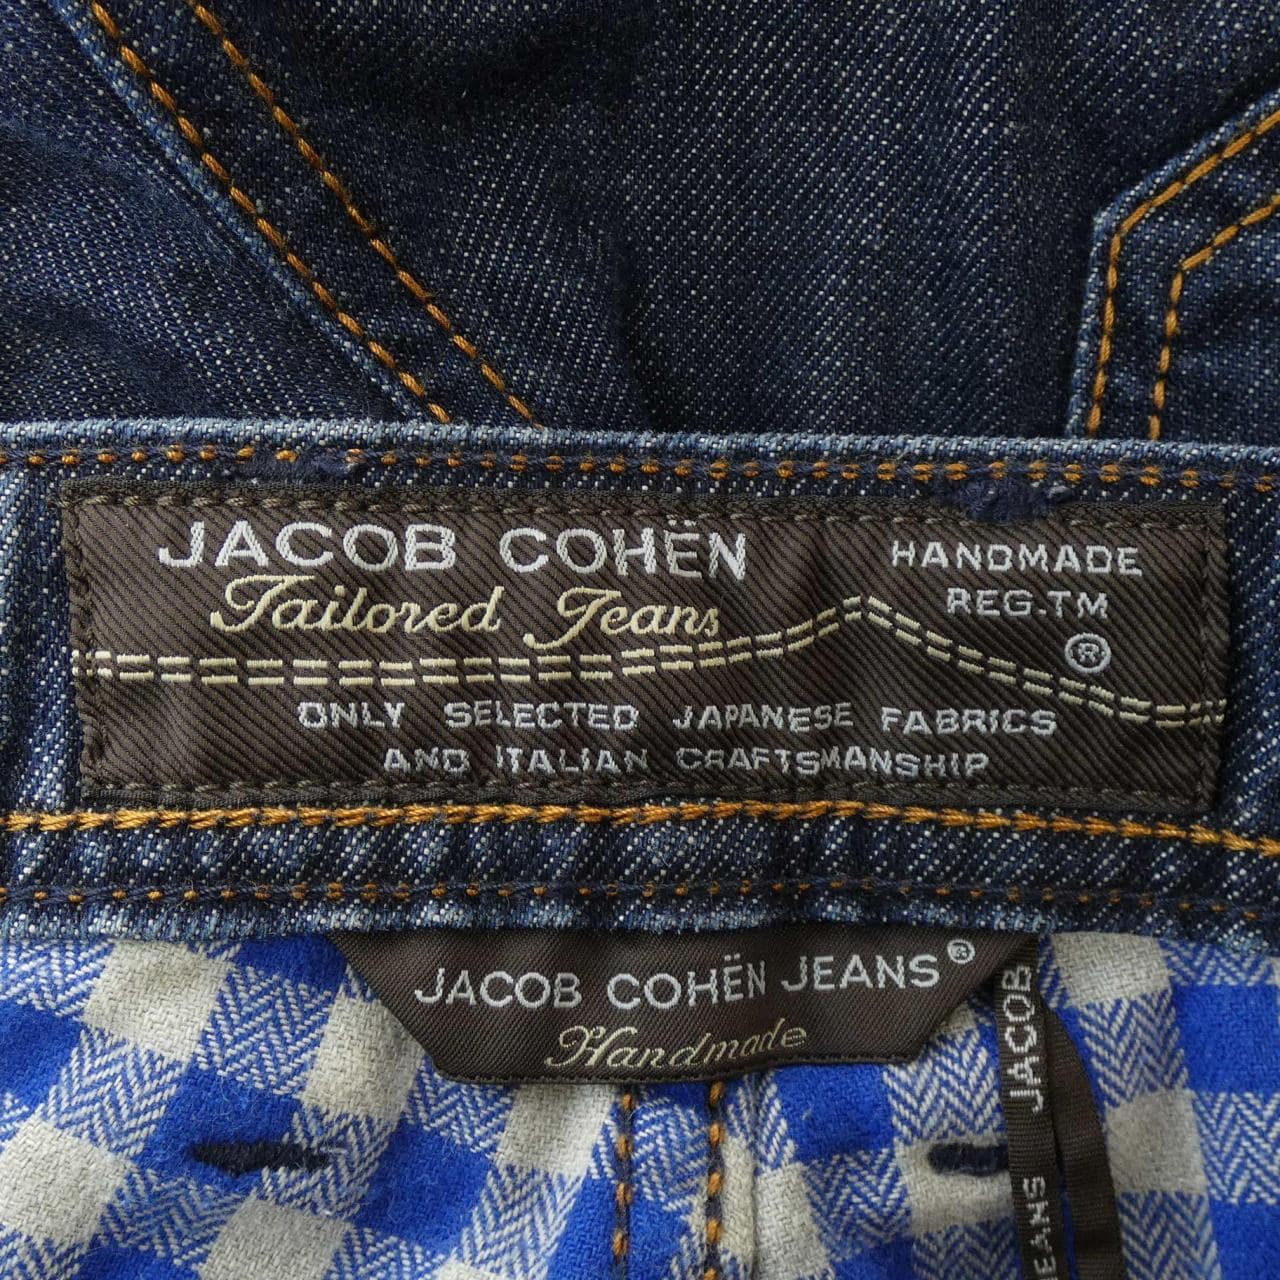 JACOB COHËN
Tailored Jeans
HANDMADE
REG.TM
®
ONLY SELECTED JAPANESE FABRICS
AND ITALIAN CRAFTSMANSHIP
JACOB COHËN JEANS®
Handmade
JACOB
JEANS